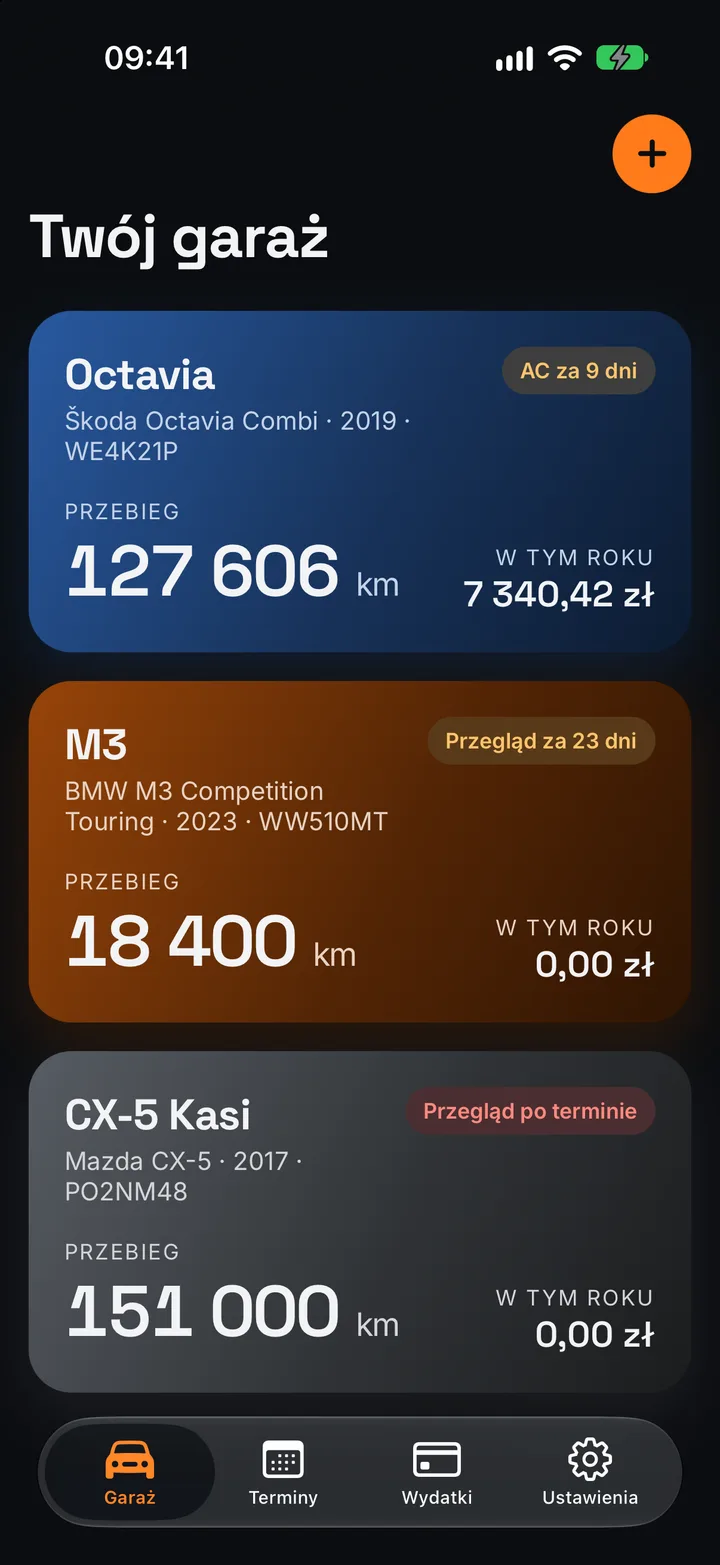 09:41
Twój garaż
Octavia
AC za 9 dni
Škoda Octavia Combi · 2019 ·
WE4K21P
PRZEBIEG
127 606 km
W TYM ROKU
7 340,42 zł
M3
Przegląd za 23 dni
BMW M3 Competition
Touring · 2023 · WW510MT
PRZEBIEG
18 400 km
W TYM ROKU
0,00 zł
CX-5 Kasi
Przegląd po terminie
Mazda CX-5 · 2017 ·
PO2NM48
PRZEBIEG
151 000 km
W TYM ROKU
0,00 zł
Garaż
Terminy
Wydatki
Ustawienia